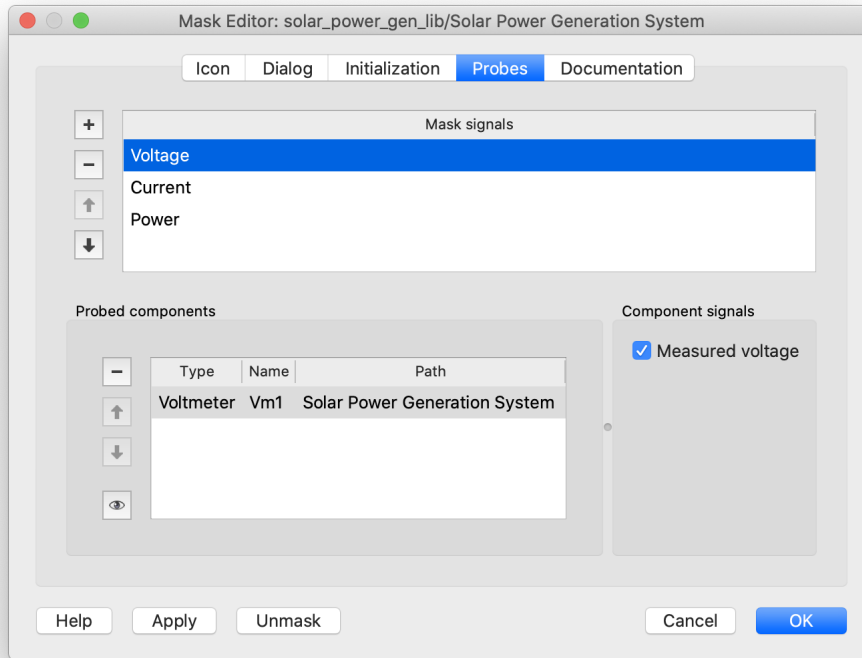 Mask Editor: solar_power_gen_lib/Solar Power Generation System
Icon Dialog Initialization Probes Documentation
Mask signals
Voltage
Current
Power
Probed components
Component signals
Type Name Path
Voltmeter Vm1 Solar Power Generation System
Measured voltage
Help Apply Unmask Cancel OK